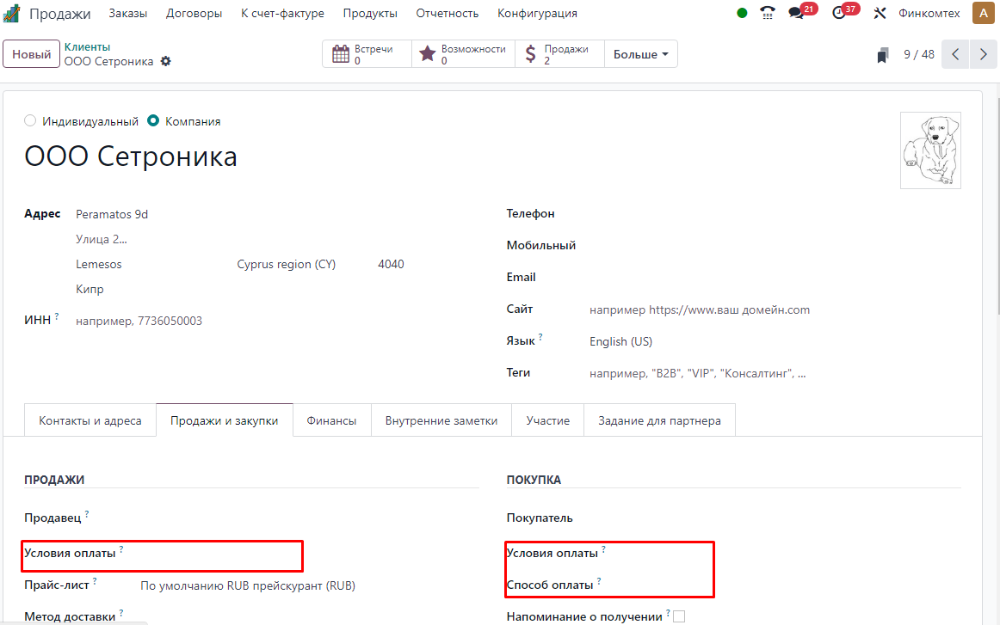 Продажи Заказы Договоры К счет-фактуре Продукты Отчетность Конфигурация 21 37 Финкомтех A
Новый Клиенты Встречи 0 Возможности 0 Продажи 2 Больше 9 / 48
ООО Сетроника
Индивидуальный Компания
ООО Сетроника
Адрес Peramatos 9d
Улица 2...
Lemesos Cyprus region (CY) 4040
Кипр
ИНН ? например, 7736050003
Телефон
Мобильный
Email
Сайт например https://www.ваш домейн.com
Язык ? English (US)
Теги например, "B2B", "VIP", "Консалтинг", ...
Контакты и адреса Продажи и закупки Финансы Внутренние заметки Участие Задание для партнера
ПРОДАЖИ
Продавец ?
Условия оплаты ?
Прайс-лист ? По умолчанию RUB прейскурант (RUB)
Метод доставки ?
ПОКУПКА
Покупатель
Условия оплаты ?
Способ оплаты ?
Напоминание о получении ?